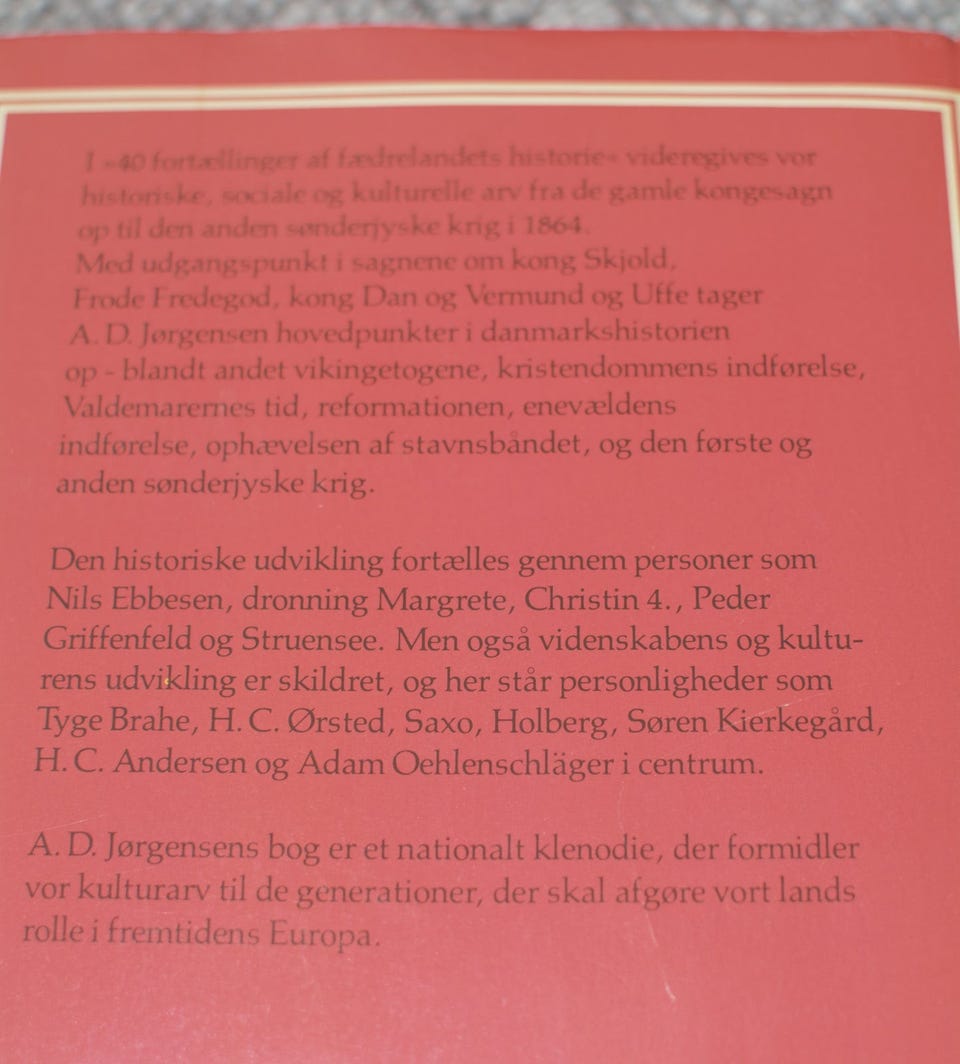 I »40 fortællinger af fædrelandets historie« videregives vor
historiske, sociale og kulturelle arv fra de gamle kongesagn
op til den anden sønderjyske krig i 1864.
Med udgangspunkt i sagnene om kong Skjold,
Frode Fredegod, kong Dan og Vermund og Uffe tager
A. D. Jørgensen hovedpunkter i danmarkshistorien
op - blandt andet vikingetogene, kristendommens indførelse,
Valdemarernes tid, reformationen, enevældens
indførelse, ophævelsen af stavnsbåndet, og den første og
anden sønderjyske krig.
Den historiske udvikling fortælles gennem personer som
Nils Ebbesen, dronning Margrete, Christin 4., Peder
Griffenfeld og Struensee. Men også videnskabens og kultu-
rens udvikling er skildret, og her står personligheder som
Tyge Brahe, H. C. Ørsted, Saxo, Holberg, Søren Kierkegård,
H. C. Andersen og Adam Oehlenschläger i centrum.
A. D. Jørgensens bog er et nationalt klenodie, der formidler
vor kulturarv til de generationer, der skal afgøre vort lands
rolle i fremtidens Europa.